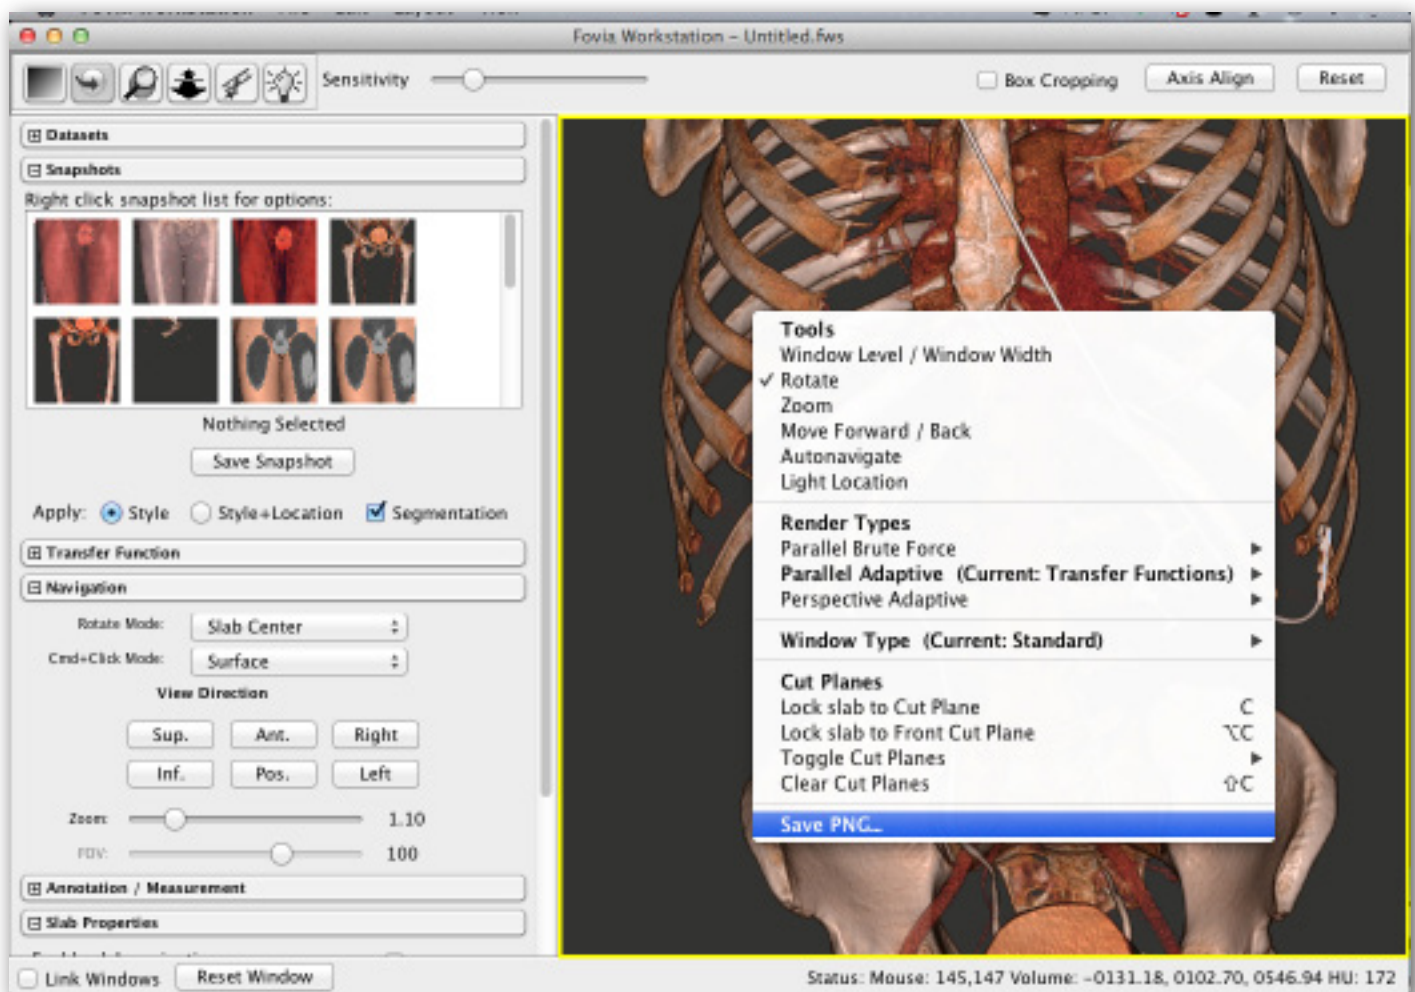 Fovia Workstation – Untitled.fws
Sensitivity
Box Cropping
Axis Align
Reset
Datasets
Snapshots
Right click snapshot list for options:
Nothing Selected
Save Snapshot
Apply: Style Style+Location Segmentation
Transfer Function
Navigation
Rotate Mode: Slab Center
Cmd+Click Mode: Surface
View Direction
Sup. Ant. Right
Inf. Pos. Left
Zoom: 1.10
FOV: 100
Annotation / Measurement
Slab Properties
Link Windows
Reset Window
Tools
Window Level / Window Width
✓ Rotate
Zoom
Move Forward / Back
Autonavigate
Light Location
Render Types
Parallel Brute Force
Parallel Adaptive (Current: Transfer Functions)
Perspective Adaptive
Window Type (Current: Standard)
Cut Planes
Lock slab to Cut Plane C
Lock slab to Front Cut Plane ⌥C
Toggle Cut Planes
Clear Cut Planes ⇧C
Save PNG...
Status: Mouse: 145,147 Volume: -0131.18, 0102.70, 0546.94 HU: 172